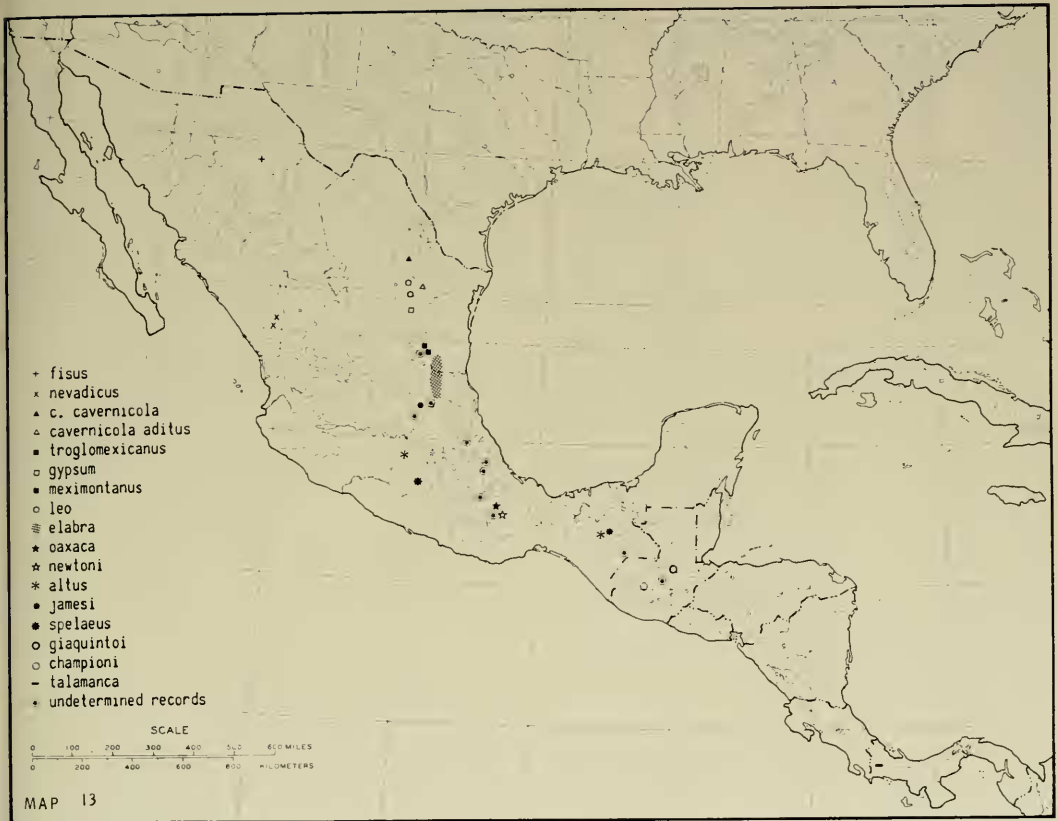 + fisus
x nevadicus
▲ c. cavernicola
△ cavernicola aditus
■ troglomexicanus
□ gypsum
■ meximontanus
○ leo
elabra
★ oaxaca
☆ newtoni
* altus
● jamesi
✸ spelaeus
○ giaquintoi
○ championi
– talamanca
⊙ undetermined records
SCALE
0 100 200 300 400 500 600 MILES
0 200 400 600 800 KILOMETERS
MAP 13